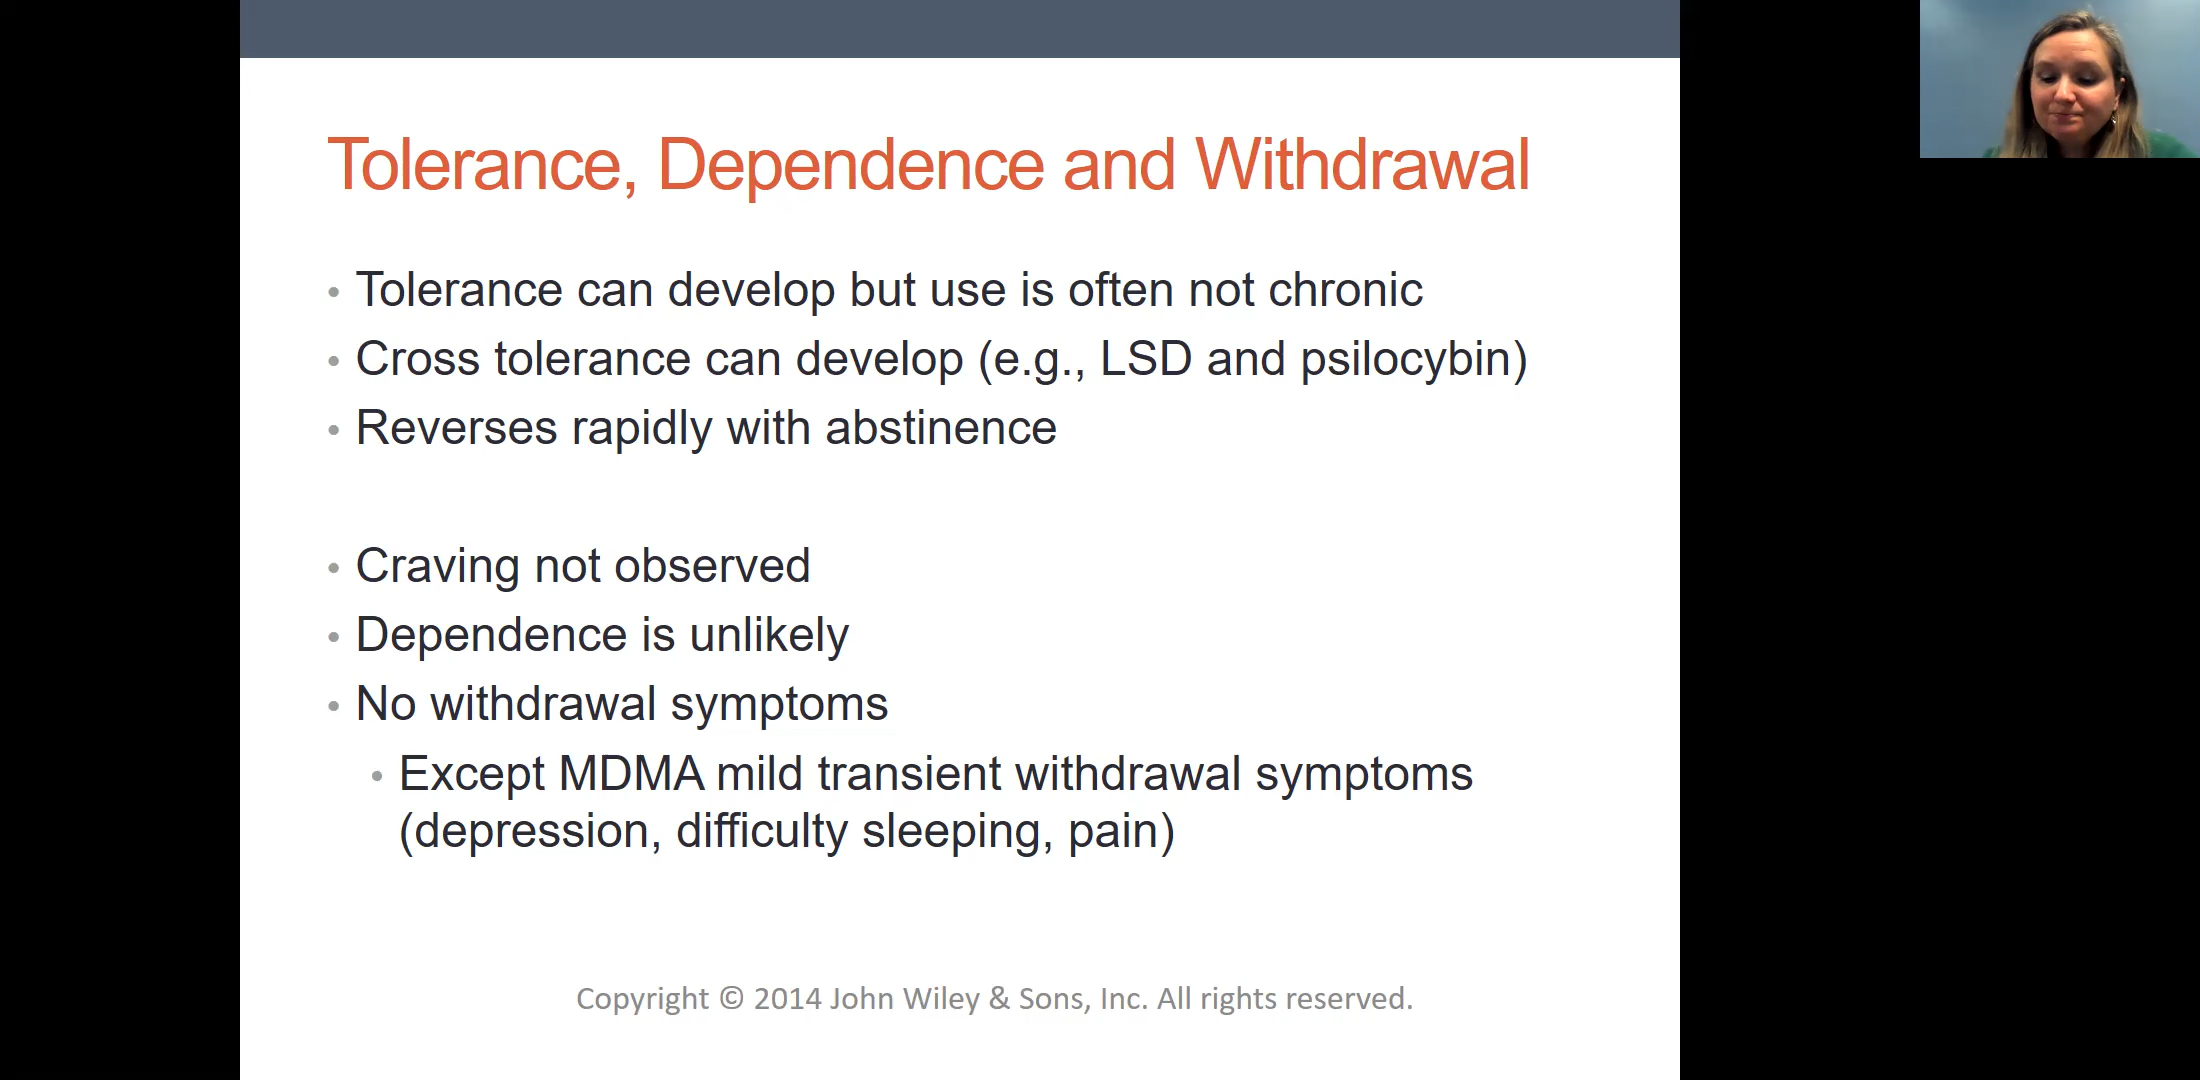 Tolerance, Dependence and Withdrawal
• Tolerance can develop but use is often not chronic
• Cross tolerance can develop (e.g., LSD and psilocybin)
• Reverses rapidly with abstinence
• Craving not observed
• Dependence is unlikely
• No withdrawal symptoms
• Except MDMA mild transient withdrawal symptoms
(depression, difficulty sleeping, pain)
Copyright © 2014 John Wiley & Sons, Inc. All rights reserved.